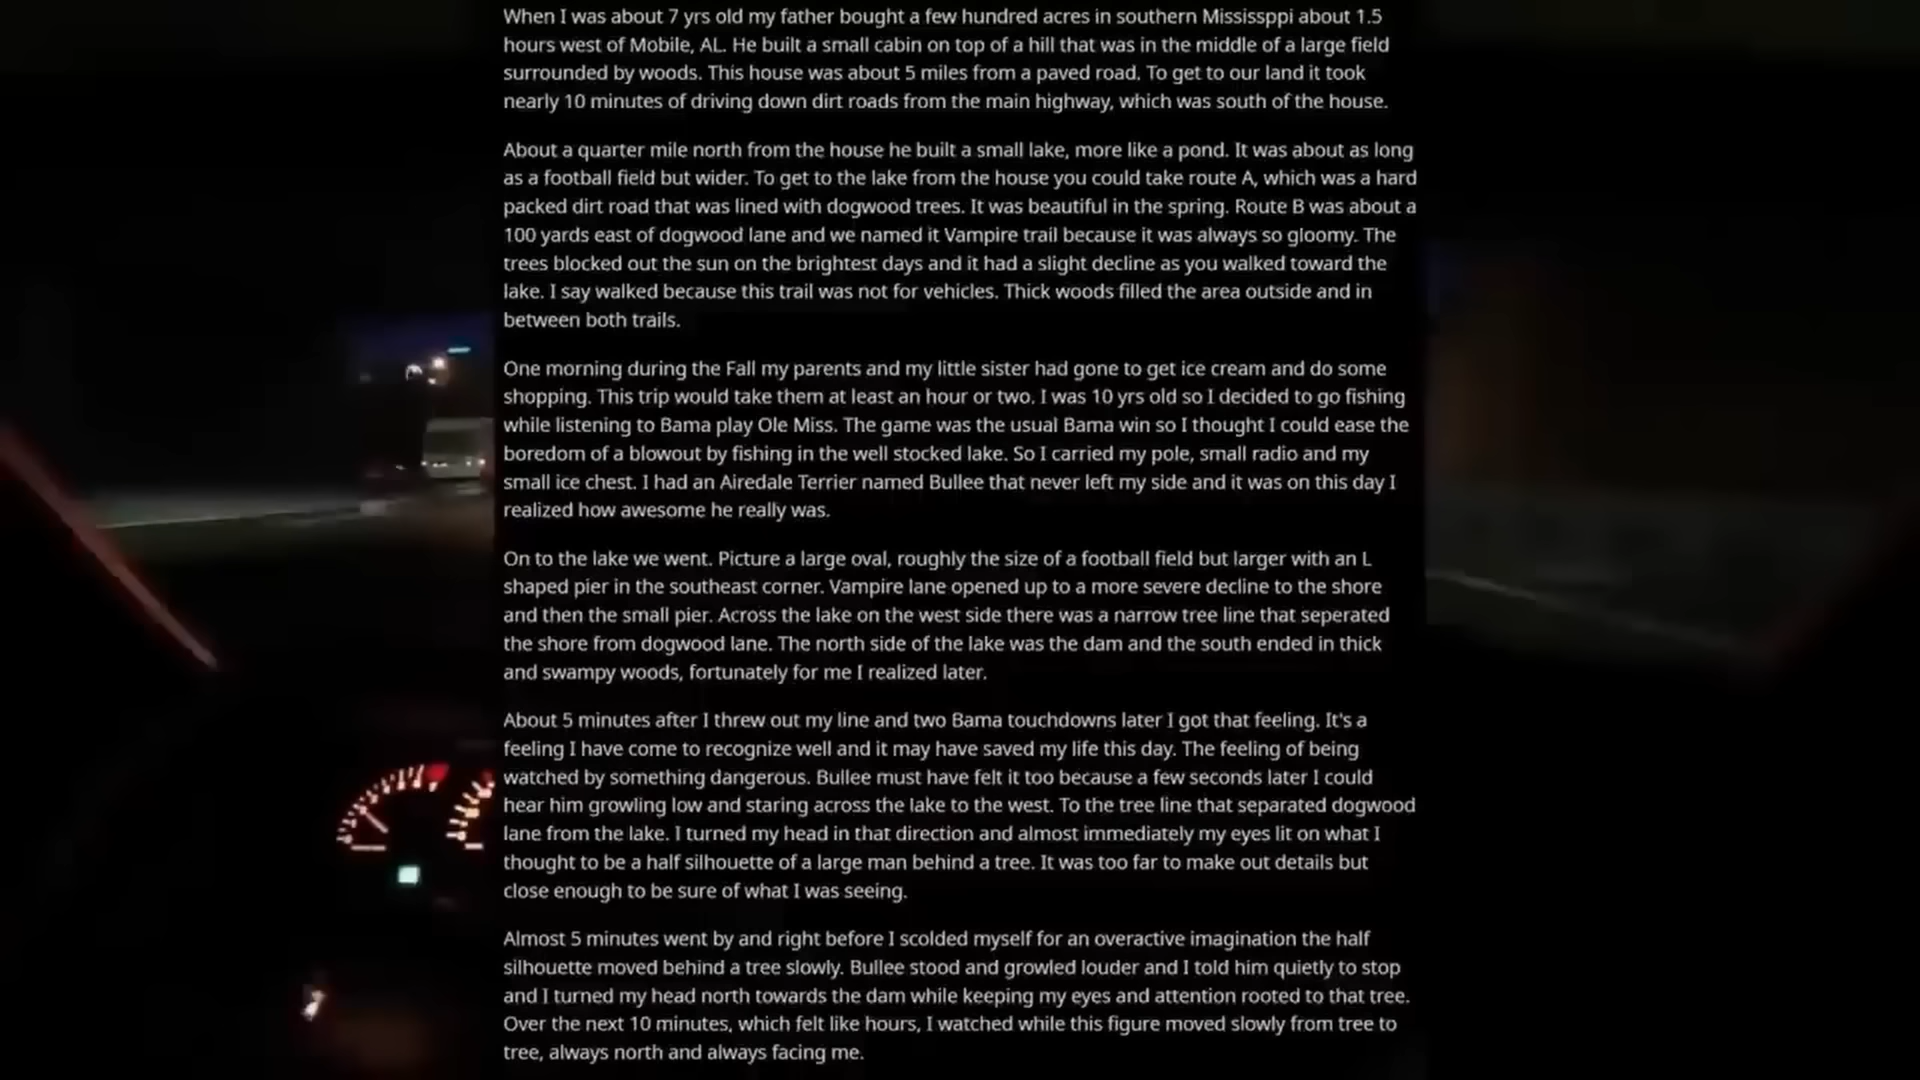 When I was about 7 yrs old my father bought a few hundred acres in southern Mississppi about 1.5
hours west of Mobile, AL. He built a small cabin on top of a hill that was in the middle of a large field
surrounded by woods. This house was about 5 miles from a paved road. To get to our land it took
nearly 10 minutes of driving down dirt roads from the main highway, which was south of the house.
About a quarter mile north from the house he built a small lake, more like a pond. It was about as long
as a football field but wider. To get to the lake from the house you could take route A, which was a hard
packed dirt road that was lined with dogwood trees. It was beautiful in the spring. Route B was about a
100 yards east of dogwood lane and we named it Vampire trail because it was always so gloomy. The
trees blocked out the sun on the brightest days and it had a slight decline as you walked toward the
lake. I say walked because this trail was not for vehicles. Thick woods filled the area outside and in
between both trails.
One morning during the Fall my parents and my little sister had gone to get ice cream and do some
shopping. This trip would take them at least an hour or two. I was 10 yrs old so I decided to go fishing
while listening to Bama play Ole Miss. The game was the usual Bama win so I thought I could ease the
boredom of a blowout by fishing in the well stocked lake. So I carried my pole, small radio and my
small ice chest. I had an Airedale Terrier named Bullee that never left my side and it was on this day I
realized how awesome he really was.
On to the lake we went. Picture a large oval, roughly the size of a football field but larger with an L
shaped pier in the southeast corner. Vampire lane opened up to a more severe decline to the shore
and then the small pier. Across the lake on the west side there was a narrow tree line that seperated
the shore from dogwood lane. The north side of the lake was the dam and the south ended in thick
and swampy woods, fortunately for me I realized later.
About 5 minutes after I threw out my line and two Bama touchdowns later I got that feeling. It's a
feeling I have come to recognize well and it may have saved my life this day. The feeling of being
watched by something dangerous. Bullee must have felt it too because a few seconds later I could
hear him growling low and staring across the lake to the west. To the tree line that separated dogwood
lane from the lake. I turned my head in that direction and almost immediately my eyes lit on what I
thought to be a half silhouette of a large man behind a tree. It was too far to make out details but
close enough to be sure of what I was seeing.
Almost 5 minutes went by and right before I scolded myself for an overactive imagination the half
silhouette moved behind a tree slowly. Bullee stood and growled louder and I told him quietly to stop
and I turned my head north towards the dam while keeping my eyes and attention rooted to that tree.
Over the next 10 minutes, which felt like hours, I watched while this figure moved slowly from tree to
tree, always north and always facing me.